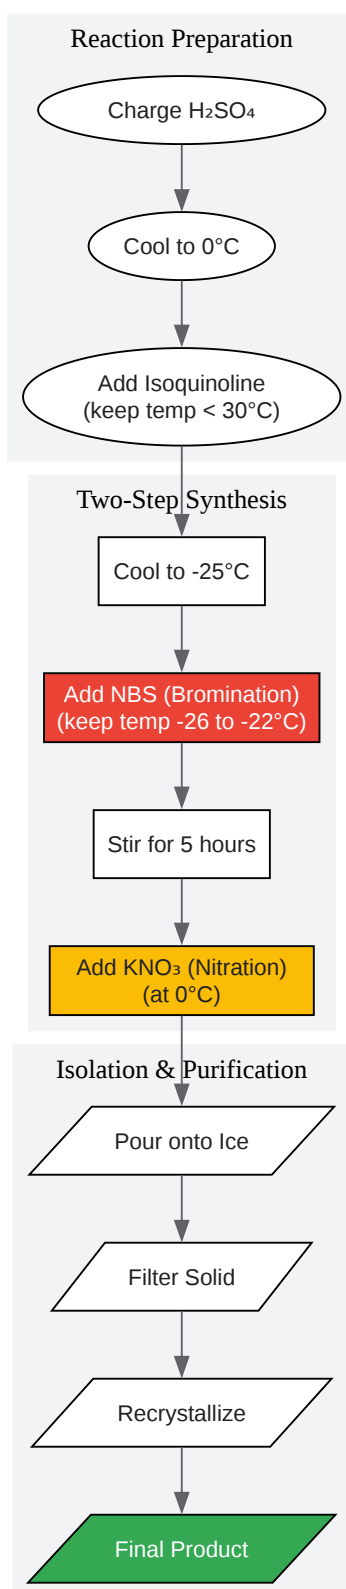 Reaction Preparation
Charge H₂SO₄
Cool to 0°C
Add Isoquinoline
(keep temp < 30°C)
Two-Step Synthesis
Cool to -25°C
Add NBS (Bromination)
(keep temp -26 to -22°C)
Stir for 5 hours
Add KNO₃ (Nitration)
(at 0°C)
Isolation & Purification
Pour onto Ice
Filter Solid
Recrystallize
Final Product